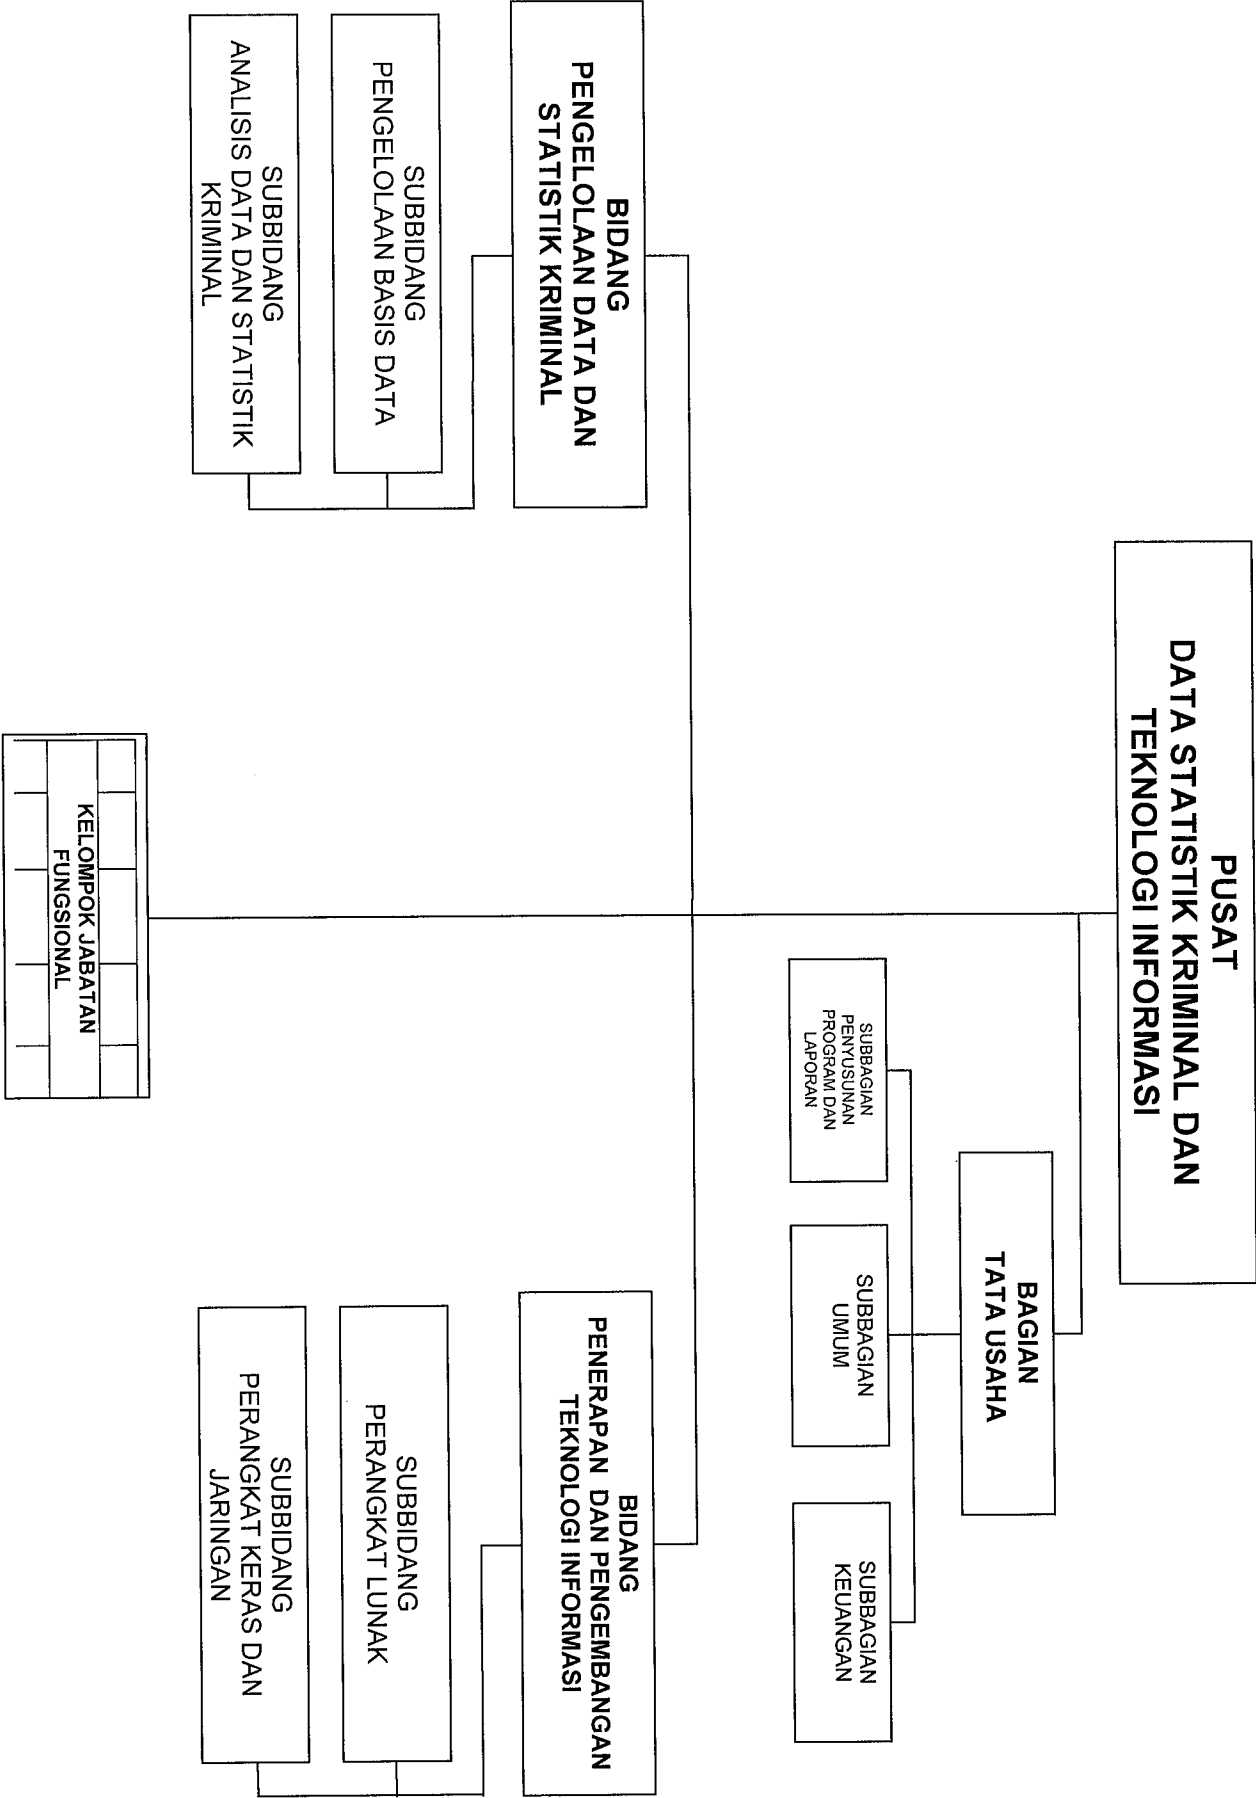 PUSAT
DATA STATISTIK KRIMINAL DAN
TEKNOLOGI INFORMASI
BAGIAN
TATA USAHA
SUBBAGIAN
PENYUSUNAN
PROGRAM DAN
LAPORAN
SUBBAGIAN
UMUM
SUBBAGIAN
KEUANGAN
BIDANG
PENGELOLAAN DATA DAN
STATISTIK KRIMINAL
SUBBIDANG
PENGELOLAAN BASIS DATA
SUBBIDANG
ANALISIS DATA DAN STATISTIK
KRIMINAL
BIDANG
PENERAPAN DAN PENGEMBANGAN
TEKNOLOGI INFORMASI
SUBBIDANG
PERANGKAT LUNAK
SUBBIDANG
PERANGKAT KERAS DAN
JARINGAN
KELOMPOK JABATAN
FUNGSIONAL